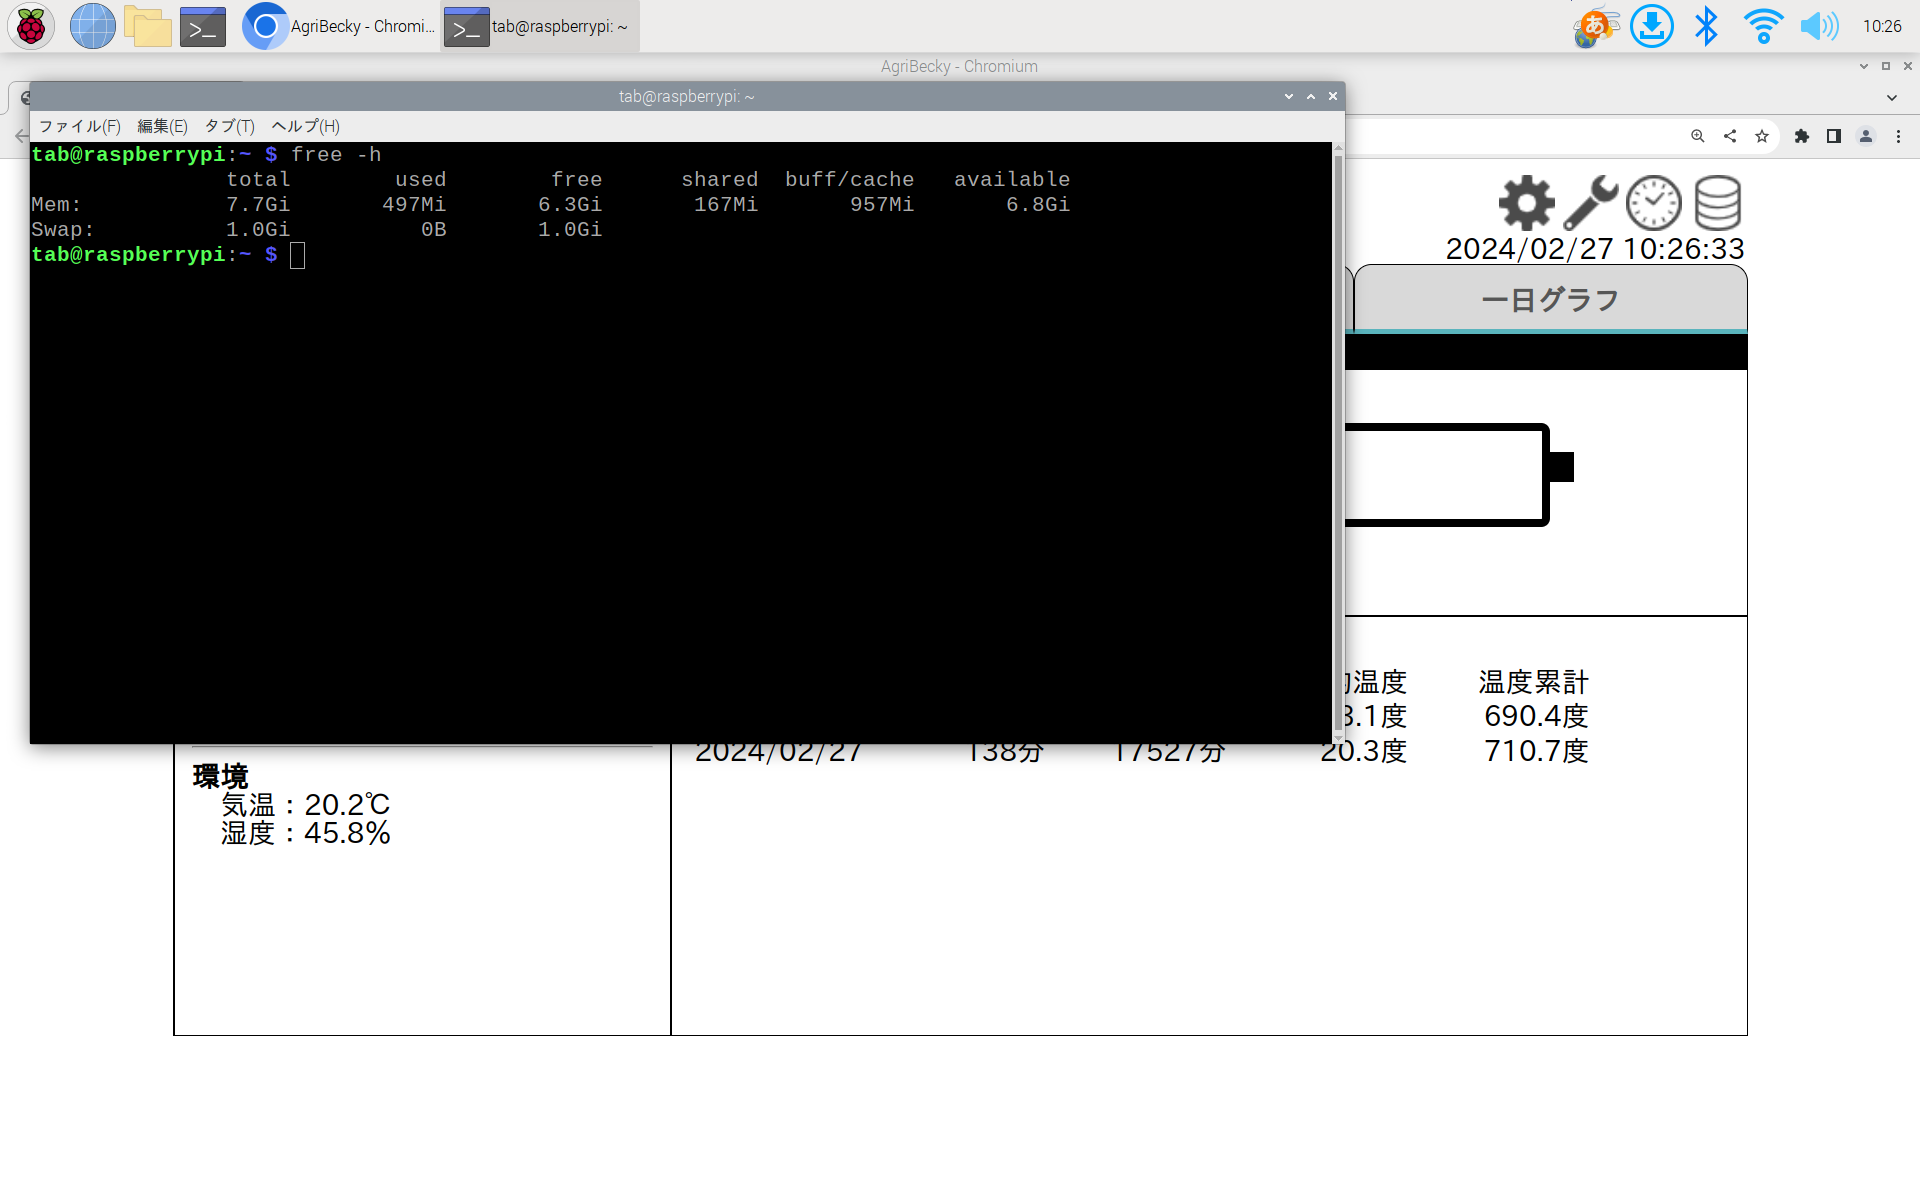 AgriBecky - Chromi...
tab@raspberrypi: ~
あ
10:26
AgriBecky - Chromium
tab@raspberrypi: ~
ファイル(F) 編集(E) タブ(T) ヘルプ(H)
tab@raspberrypi:~ $ free -h
total used free shared buff/cache available
Mem: 7.7Gi 497Mi 6.3Gi 167Mi 957Mi 6.8Gi
Swap: 1.0Gi 0B 1.0Gi
tab@raspberrypi:~ $
2024/02/27 10:26:33
一日グラフ
温度 温度累計
3.1度 690.4度
2024/02/27 138分 17527分 20.3度 710.7度
環境
気温：20.2℃
湿度：45.8%